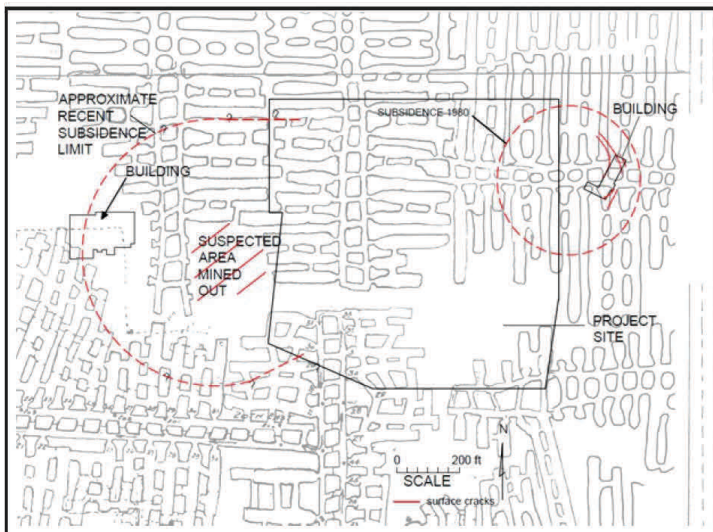 APPROXIMATE
RECENT
SUBSIDENCE
LIMIT
BUILDING
SUSPECTED
AREA
MINED
OUT
SUBSIDENCE 1980
BUILDING
PROJECT
SITE
N
0 200 ft
SCALE
surface cracks
? ? ? ? ?